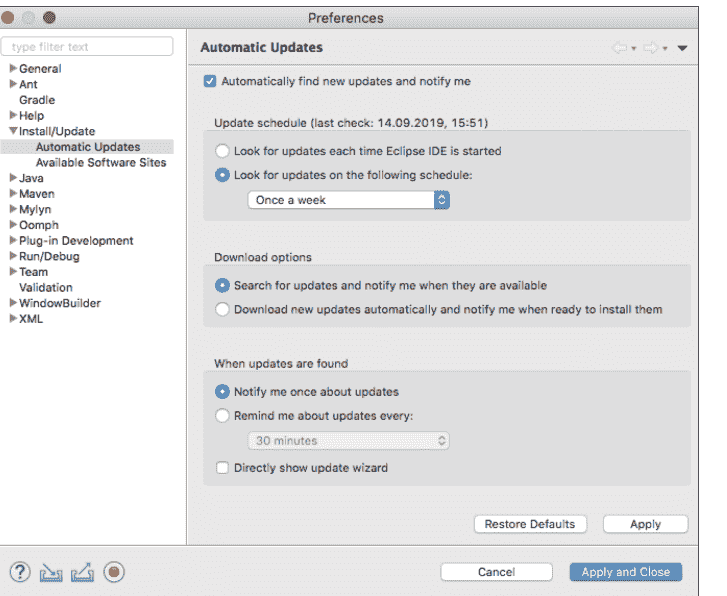 Preferences
type filter text
General
Ant
Gradle
Help
Install/Update
Automatic Updates
Available Software Sites
Java
Maven
Mylyn
Oomph
Plug-in Development
Run/Debug
Team
Validation
WindowBuilder
XML
Automatic Updates
Automatically find new updates and notify me
Update schedule (last check: 14.09.2019, 15:51)
Look for updates each time Eclipse IDE is started
Look for updates on the following schedule:
Once a week
Download options
Search for updates and notify me when they are available
Download new updates automatically and notify me when ready to install them
When updates are found
Notify me once about updates
Remind me about updates every:
30 minutes
Directly show update wizard
Restore Defaults Apply
? Cancel Apply and Close